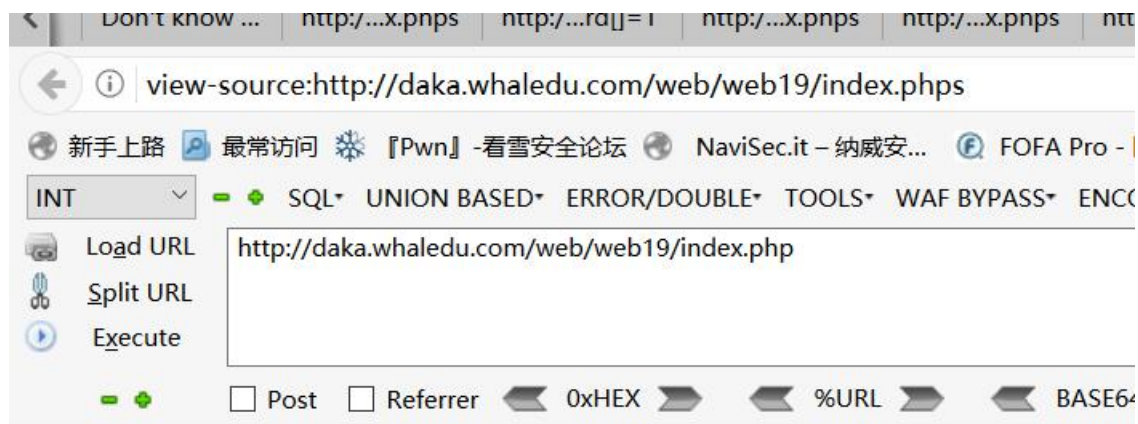 Don't know ... http:/...x.phps http:/...rd[]=1 http:/...x.phps http:/...x.phps htt
view-source:http://daka.whaledu.com/web/web19/index.phps
新手上路 最常访问 『Pwn』-看雪安全论坛 NaviSec.it – 纳威安... FOFA Pro -
INT SQL UNION BASED ERROR/DOUBLE TOOLS WAF BYPASS ENCO
Load URL http://daka.whaledu.com/web/web19/index.php
Split URL
Execute
Post Referrer 0xHEX %URL BASE64